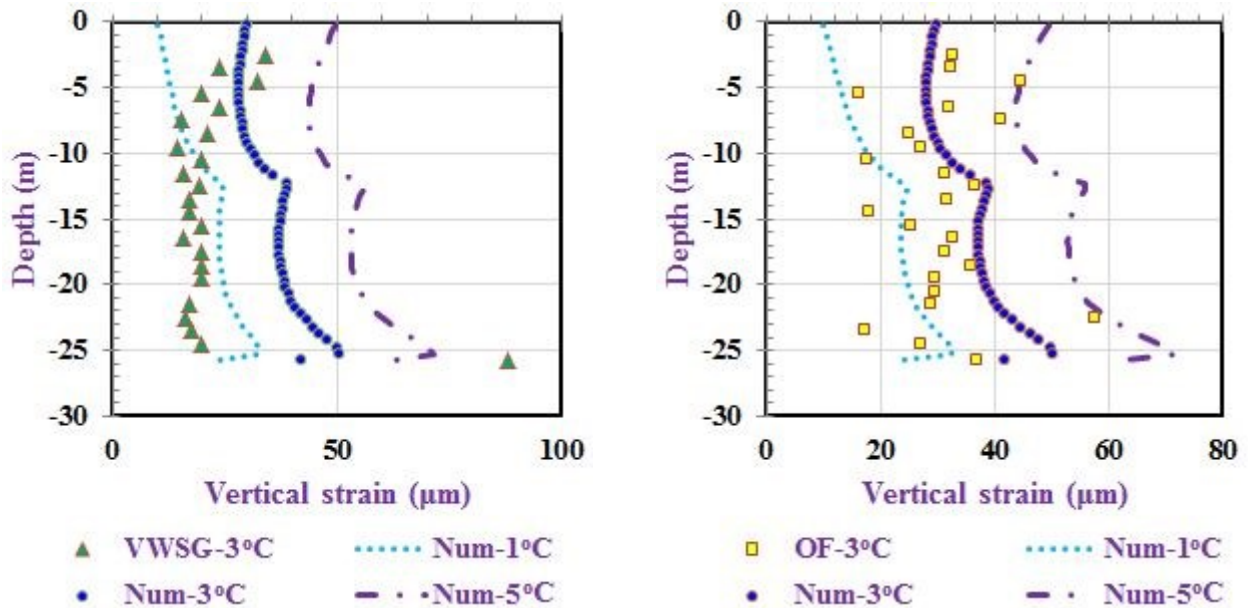 0
-5
-10
-15
-20
-25
-30
Depth (m)
0 50 100
Vertical strain (μm)
VWSG-3°C Num-1°C
Num-3°C Num-5°C
0
-5
-10
-15
-20
-25
-30
Depth (m)
0 20 40 60 80
Vertical strain (μm)
OF-3°C Num-1°C
Num-3°C Num-5°C